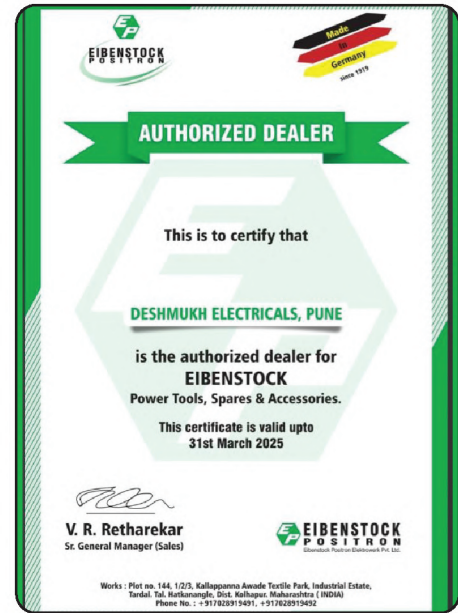 EP
EIBENSTOCK
POSITRON
Made
to
Germany
since 1919
AUTHORIZED DEALER
This is to certify that
DESHMUKH ELECTRICALS, PUNE
is the authorized dealer for
EIBENSTOCK
Power Tools, Spares & Accessories.
This certificate is valid upto
31st March 2025
V. R. Retharekar
Sr. General Manager (Sales)
EP EIBENSTOCK
POSITRON
Eibenstock Positron Elektrowerk Pvt. Ltd.
Works : Plot no. 144, 1/2/3, Kallappanna Awade Textile Park, Industrial Estate,
Tardal. Tal. Hatkanangle, Dist. Kolhapur. Maharashtra ( INDIA)
Phone No. : +917028919491, +917028919492